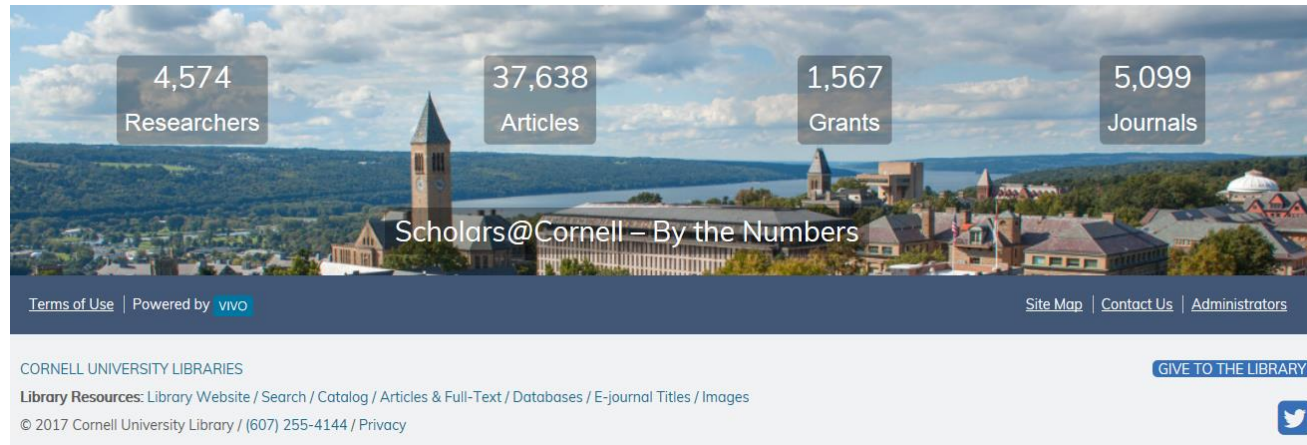 4,574
Researchers
37,638
Articles
1,567
Grants
5,099
Journals
Scholars@Cornell – By the Numbers
Terms of Use | Powered by VIVO
Site Map | Contact Us | Administrators
CORNELL UNIVERSITY LIBRARIES
GIVE TO THE LIBRARY
Library Resources: Library Website / Search / Catalog / Articles & Full-Text / Databases / E-journal Titles / Images
© 2017 Cornell University Library / (607) 255-4144 / Privacy